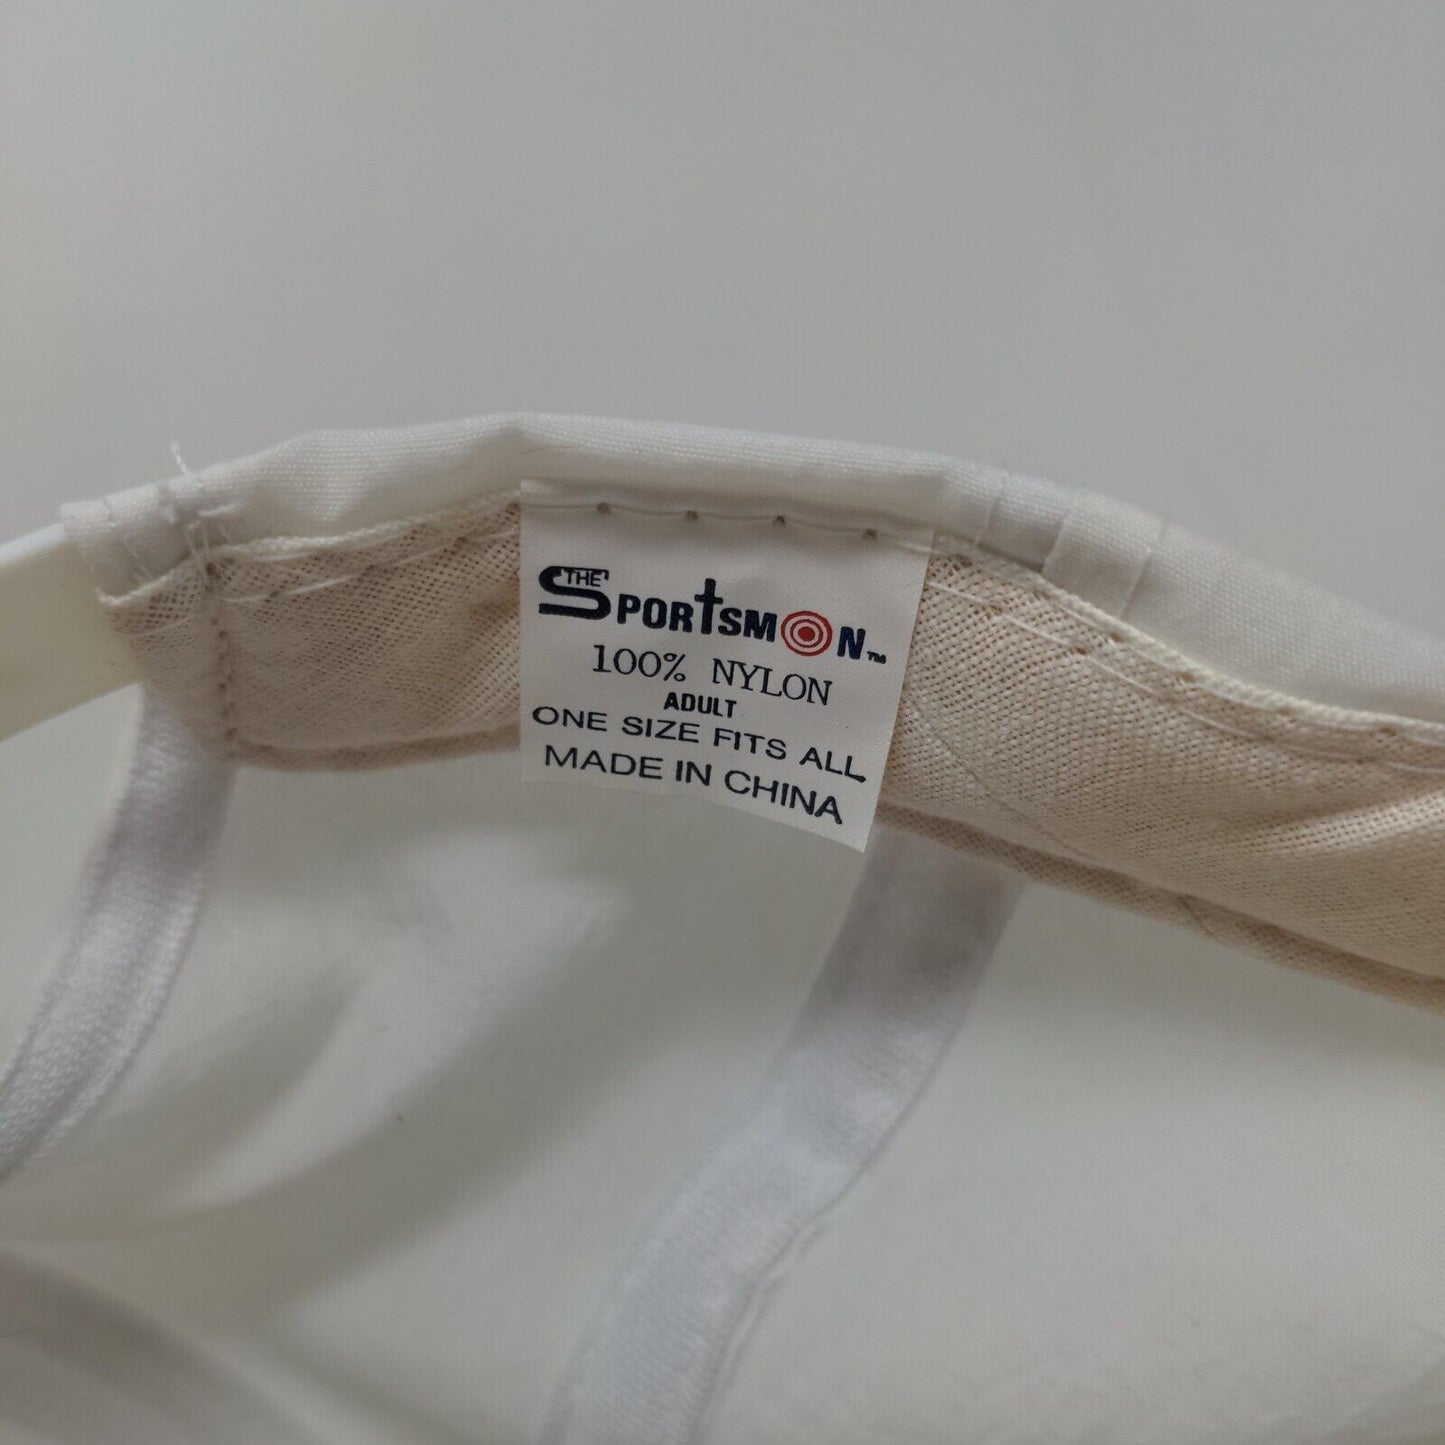 THE SPORTSMAN™
100% NYLON
ADULT
ONE SIZE FITS ALL
MADE IN CHINA